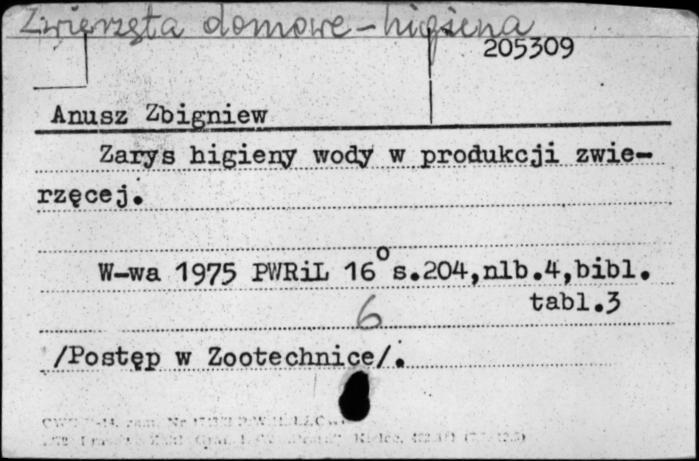 Zwierzęta domowe - higiena
205309
Anusz Zbigniew
Zarys higieny wody w produkcji zwie-
rzęcej.
W-wa 1975 PWRiL 16° s.204,nlb.4,bibl.
tabl.3
6
/Postęp w Zootechnice/.